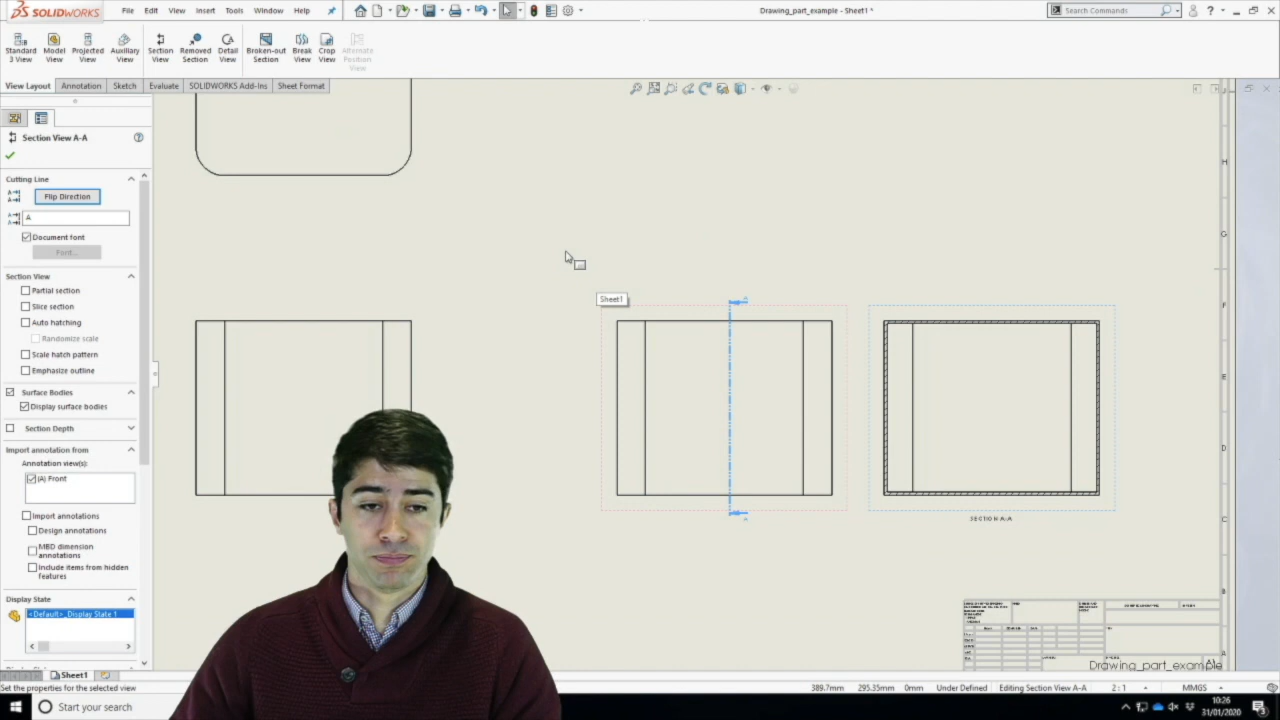 SOLIDWORKS
File Edit View Insert Tools Window Help
Drawing_part_example - Sheet1 *
Search Commands
Standard 3 View
Model View
Projected View
Auxiliary View
Section View
Removed Section
Detail View
Broken-out Section
Break View
Crop View
Alternate Position View
View Layout Annotation Sketch Evaluate SOLIDWORKS Add-Ins Sheet Format
Section View A-A
Cutting Line
Flip Direction
A
Document font
Font...
Section View
Partial section
Slice section
Auto hatching
Randomize scale
Scale hatch pattern
Emphasize outline
Surface Bodies
Display surface bodies
Section Depth
Import annotation from
Annotation view(s):
(A) Front
Import annotations
Design annotations
MBD dimension annotations
Include items from hidden features
Display State
<Default>_Display State 1
Sheet1
A
A
SECTION A-A
H
G
F
E
D
C
B
A
Drawing_part_example
Sheet1
Set the properties for the selected view
389.7mm 295.35mm 0mm Under Defined Editing Section View A-A 2 : 1 MMGS
Start your search
10:26
31/01/2020